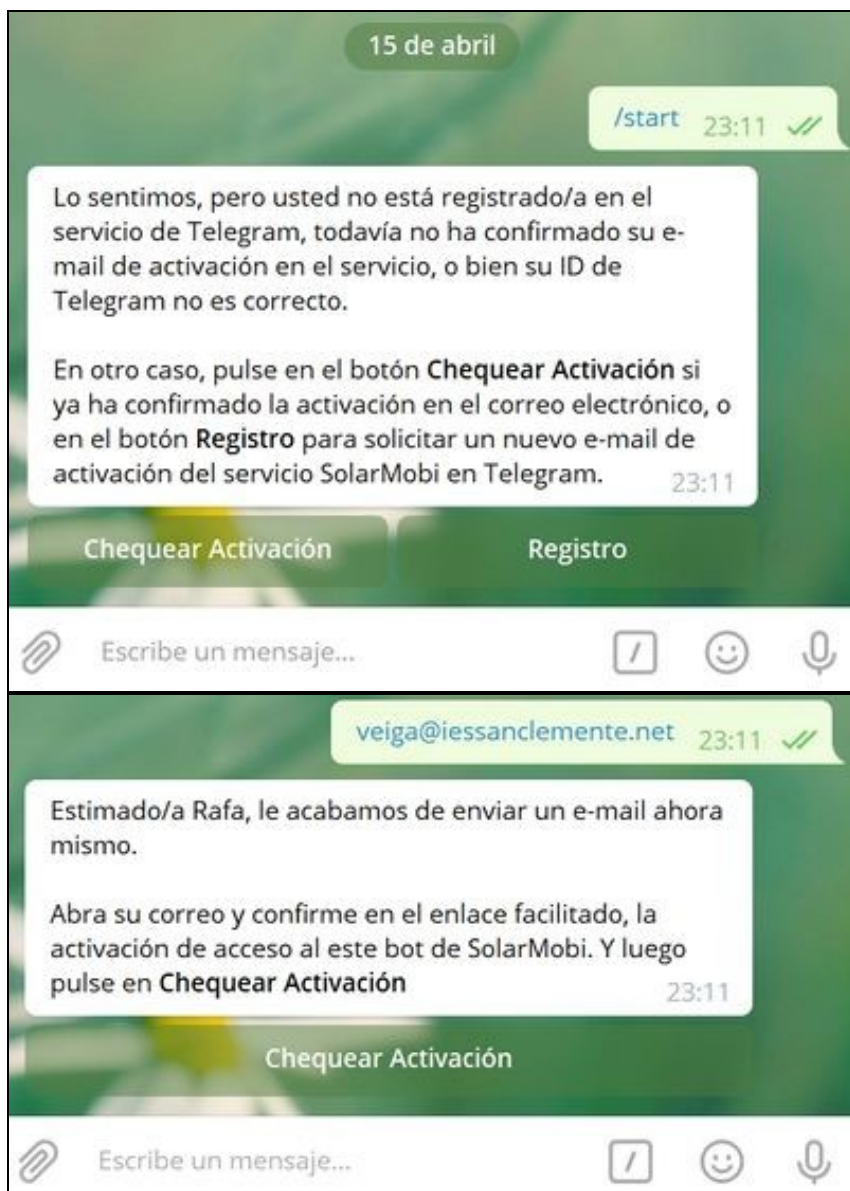 15 de abril
/start 23:11
Lo sentimos, pero usted no está registrado/a en el
servicio de Telegram, todavía no ha confirmado su e-
mail de activación en el servicio, o bien su ID de
Telegram no es correcto.
En otro caso, pulse en el botón Chequear Activación si
ya ha confirmado la activación en el correo electrónico, o
en el botón Registro para solicitar un nuevo e-mail de
activación del servicio SolarMobi en Telegram. 23:11
Chequear Activación Registro
Escribe un mensaje...
veiga@iessanclemente.net 23:11
Estimado/a Rafa, le acabamos de enviar un e-mail ahora
mismo.
Abra su correo y confirme en el enlace facilitado, la
activación de acceso al este bot de SolarMobi. Y luego
pulse en Chequear Activación 23:11
Chequear Activación
Escribe un mensaje...